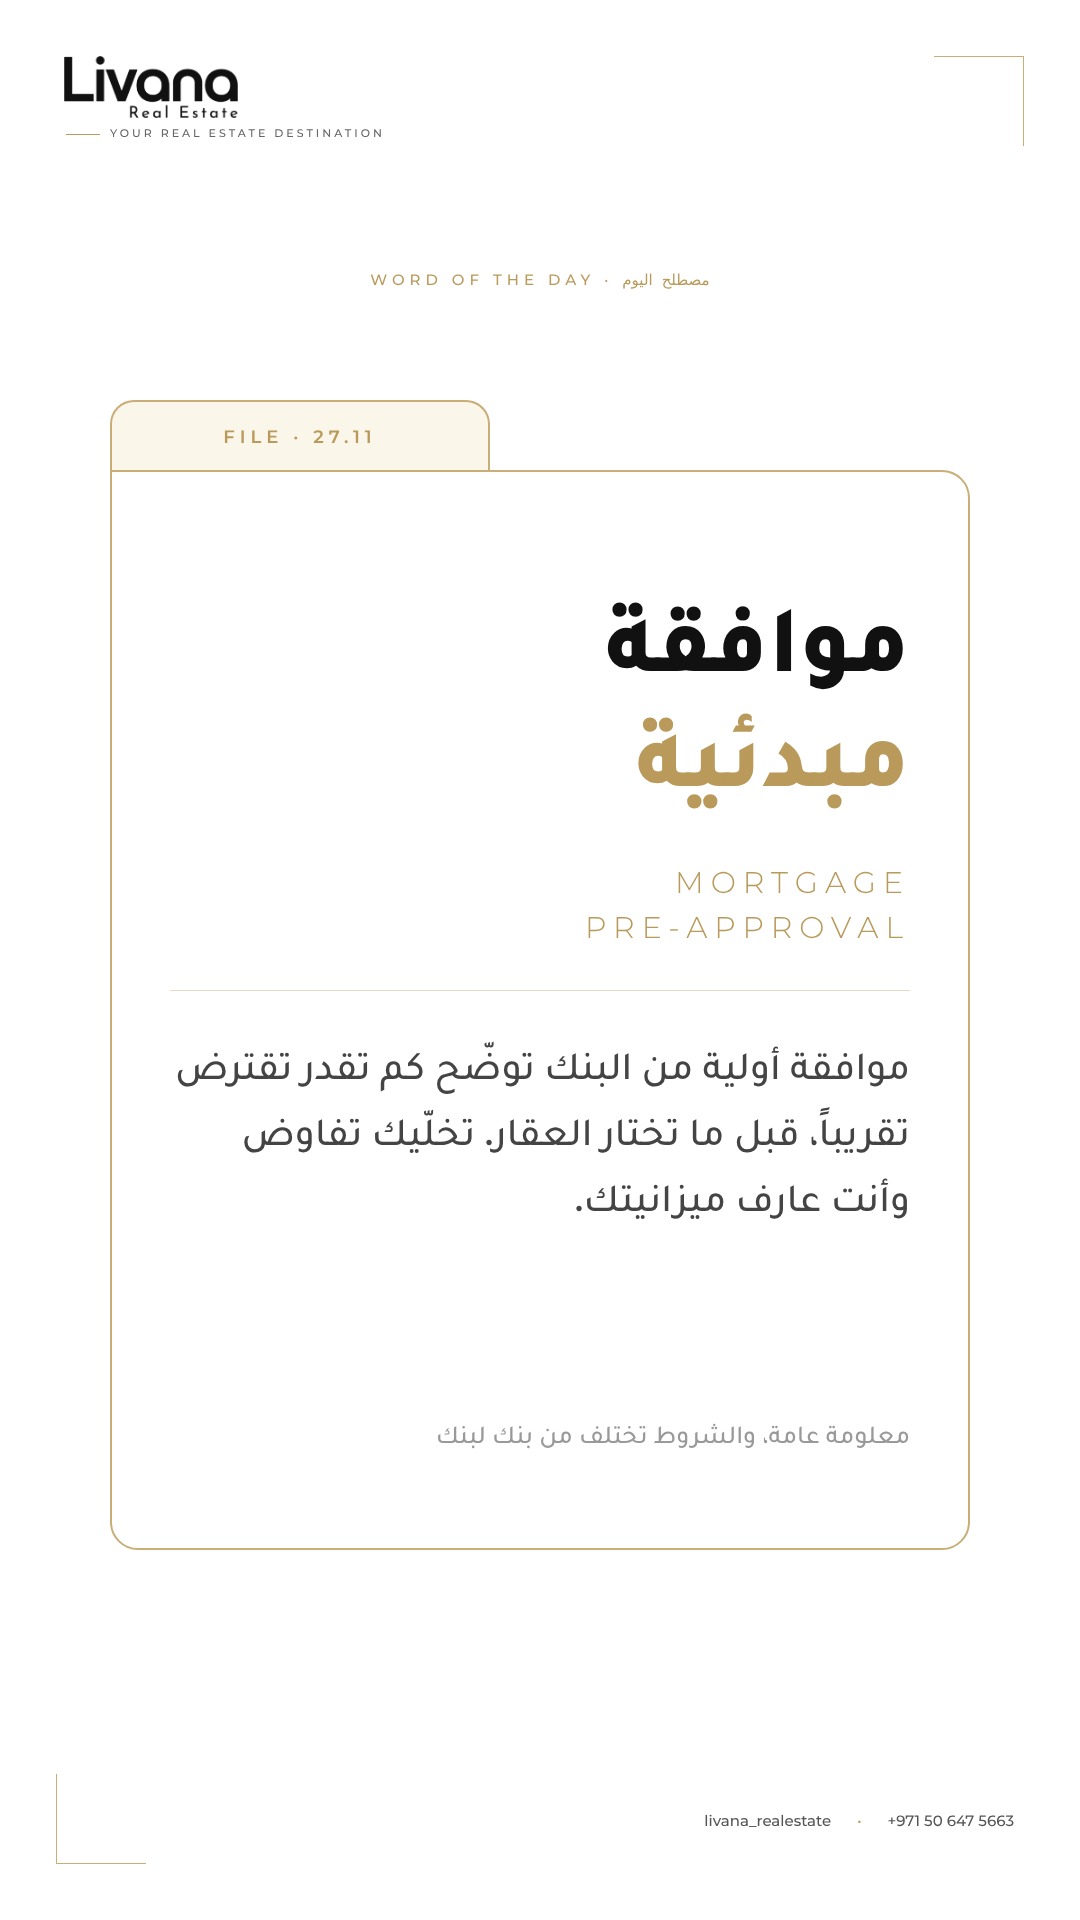 Livana
Real Estate
YOUR REAL ESTATE DESTINATION
WORD OF THE DAY · مصطلح اليوم
FILE · 27.11
موافقة
مبدئية
MORTGAGE
PRE-APPROVAL
موافقة أولية من البنك توضّح كم تقدر تقترض
تقريباً، قبل ما تختار العقار. تخلّيك تفاوض
وأنت عارف ميزانيتك.
معلومة عامة، والشروط تختلف من بنك لبنك
livana_realestate · +971 50 647 5663